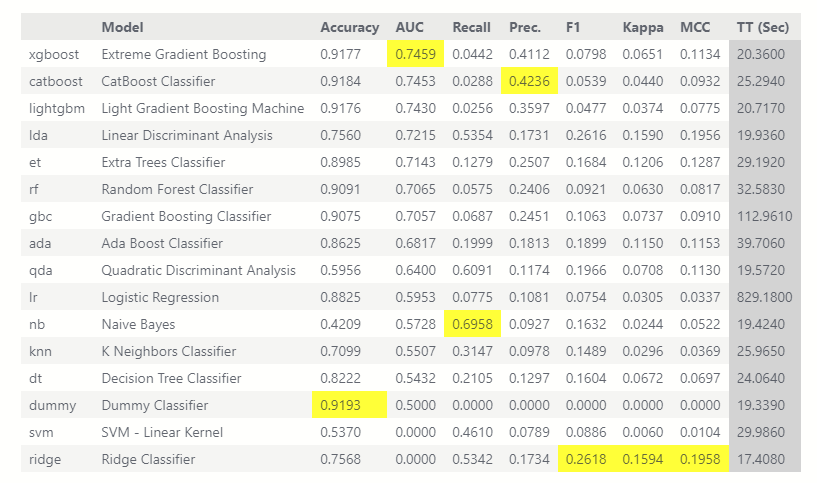 Model Accuracy AUC Recall Prec. F1 Kappa MCC TT (Sec)
xgboost Extreme Gradient Boosting 0.9177 0.7459 0.0442 0.4112 0.0798 0.0651 0.1134 20.3600
catboost CatBoost Classifier 0.9184 0.7453 0.0288 0.4236 0.0539 0.0440 0.0932 25.2940
lightgbm Light Gradient Boosting Machine 0.9176 0.7430 0.0256 0.3597 0.0477 0.0374 0.0775 20.7170
lda Linear Discriminant Analysis 0.7560 0.7215 0.5354 0.1731 0.2616 0.1590 0.1956 19.9360
et Extra Trees Classifier 0.8985 0.7143 0.1279 0.2507 0.1684 0.1206 0.1287 29.1920
rf Random Forest Classifier 0.9091 0.7065 0.0575 0.2406 0.0921 0.0630 0.0817 32.5830
gbc Gradient Boosting Classifier 0.9075 0.7057 0.0687 0.2451 0.1063 0.0737 0.0910 112.9610
ada Ada Boost Classifier 0.8625 0.6817 0.1999 0.1813 0.1899 0.1150 0.1153 39.7060
qda Quadratic Discriminant Analysis 0.5956 0.6400 0.6091 0.1174 0.1966 0.0708 0.1130 19.5720
lr Logistic Regression 0.8825 0.5953 0.0775 0.1081 0.0754 0.0305 0.0337 829.1800
nb Naive Bayes 0.4209 0.5728 0.6958 0.0927 0.1632 0.0244 0.0522 19.4240
knn K Neighbors Classifier 0.7099 0.5507 0.3147 0.0978 0.1489 0.0296 0.0369 25.9650
dt Decision Tree Classifier 0.8222 0.5432 0.2105 0.1297 0.1604 0.0672 0.0697 24.0640
dummy Dummy Classifier 0.9193 0.5000 0.0000 0.0000 0.0000 0.0000 0.0000 19.3390
svm SVM - Linear Kernel 0.5370 0.0000 0.4610 0.0789 0.0886 0.0060 0.0104 29.9860
ridge Ridge Classifier 0.7568 0.0000 0.5342 0.1734 0.2618 0.1594 0.1958 17.4080